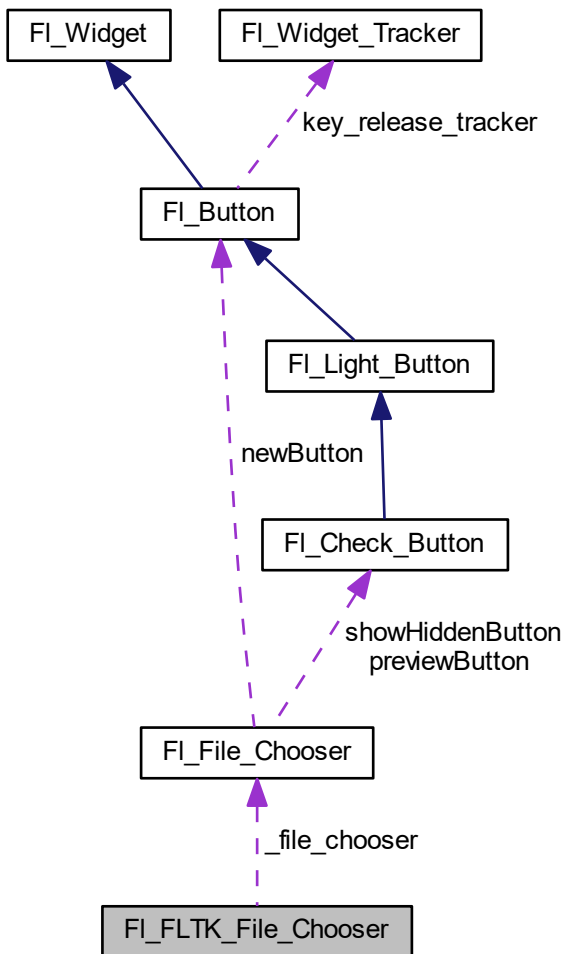 Fl_Widget
Fl_Widget_Tracker
key_release_tracker
Fl_Button
Fl_Light_Button
newButton
Fl_Check_Button
showHiddenButton
previewButton
Fl_File_Chooser
_file_chooser
Fl_FLTK_File_Chooser